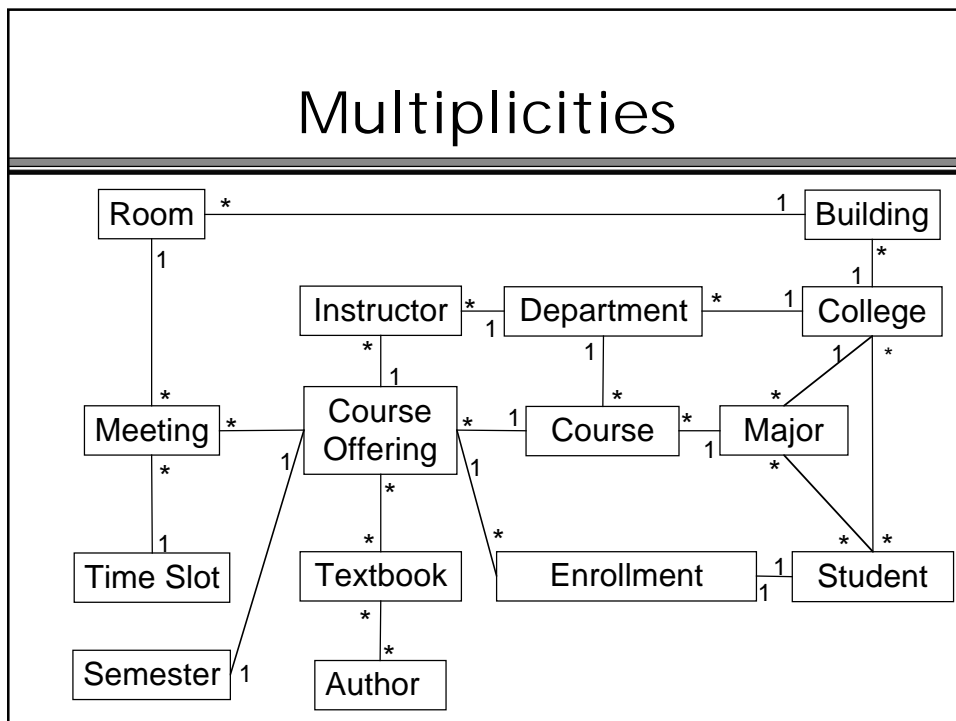 Multiplicities
Room * 1 Building
1 *
1
Instructor * 1 Department * 1 College
* 1 1 *
1
* * *
Meeting * Course Offering * 1 Course * 1 Major
* 1 * 1 *
* * *
1
Time Slot Textbook Enrollment 1 1 Student
*
*
Semester 1 Author